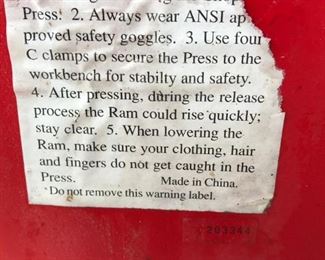 Press! 2. Always wear ANSI ap
proved safety goggles. 3. Use four
C clamps to secure the Press to the
workbench for stabilty and safety.
4. After pressing, during the release
process the Ram could rise quickly;
stay clear. 5. When lowering the
Ram, make sure your clothing, hair
and fingers do not get caught in the
Press. Made in China.
*Do not remove this warning label.
203344